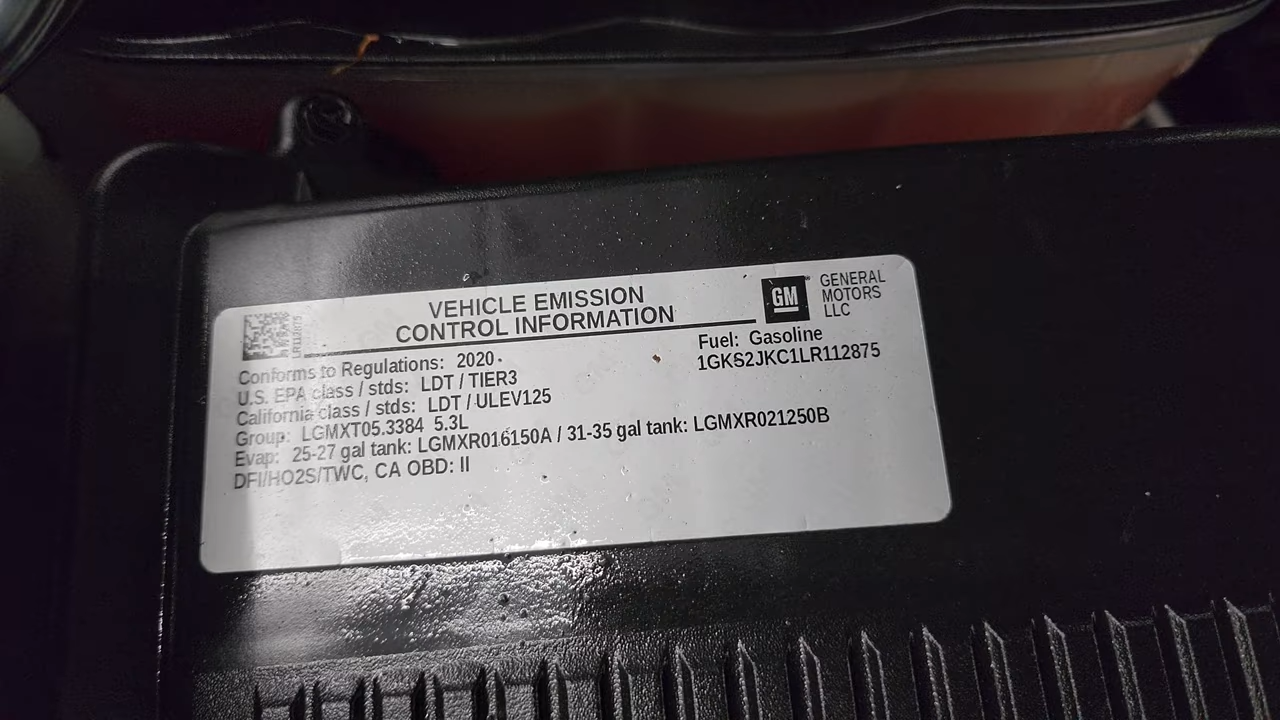 LR112875
VEHICLE EMISSION
CONTROL INFORMATION
GM
GENERAL
MOTORS
LLC
Fuel: Gasoline
1GKS2JKC1LR112875
Conforms to Regulations: 2020
U.S. EPA class / stds: LDT / TIER3
California class / stds: LDT / ULEV125
Group: LGMXT05.3384 5.3L
Evap: 25-27 gal tank: LGMXR016150A / 31-35 gal tank: LGMXR021250B
DFI/HO2S/TWC, CA OBD: II